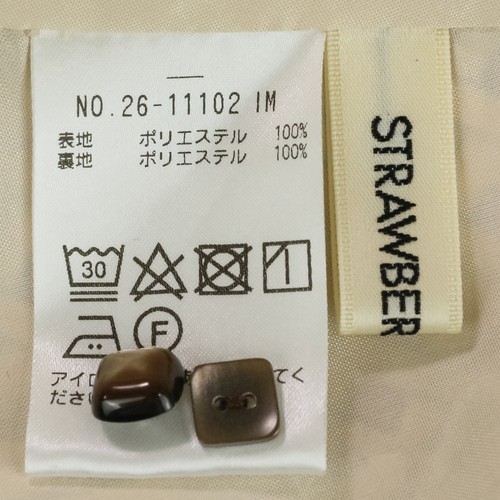 NO.26-11102 IM
表地 ポリエステル 100%
裏地 ポリエステル 100%
30
F
アイロ
てく
ださい
STRAWBER